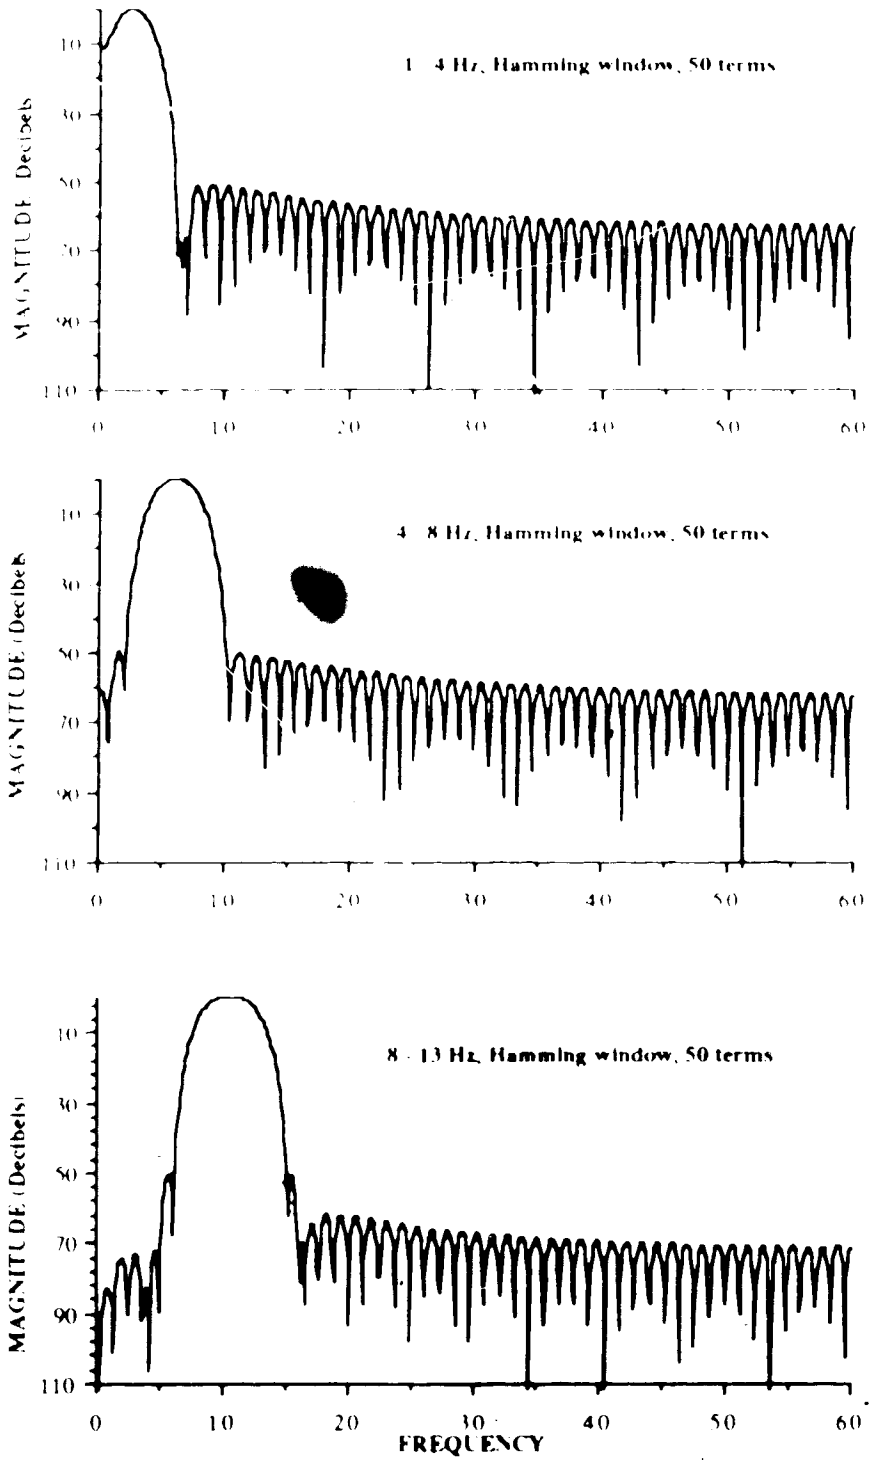 1 - 4 Hz, Hamming window, 50 terms
MAGNITUDE (Decibels
10
30
50
70
90
110
0 10 20 30 40 50 60
4 - 8 Hz, Hamming window, 50 terms
MAGNITUDE (Decibels
10
30
50
70
90
110
0 10 20 30 40 50 60
8 - 13 Hz, Hamming window, 50 terms
MAGNITUDE (Decibels)
10
30
50
70
90
110
0 10 20 30 40 50 60
FREQUENCY